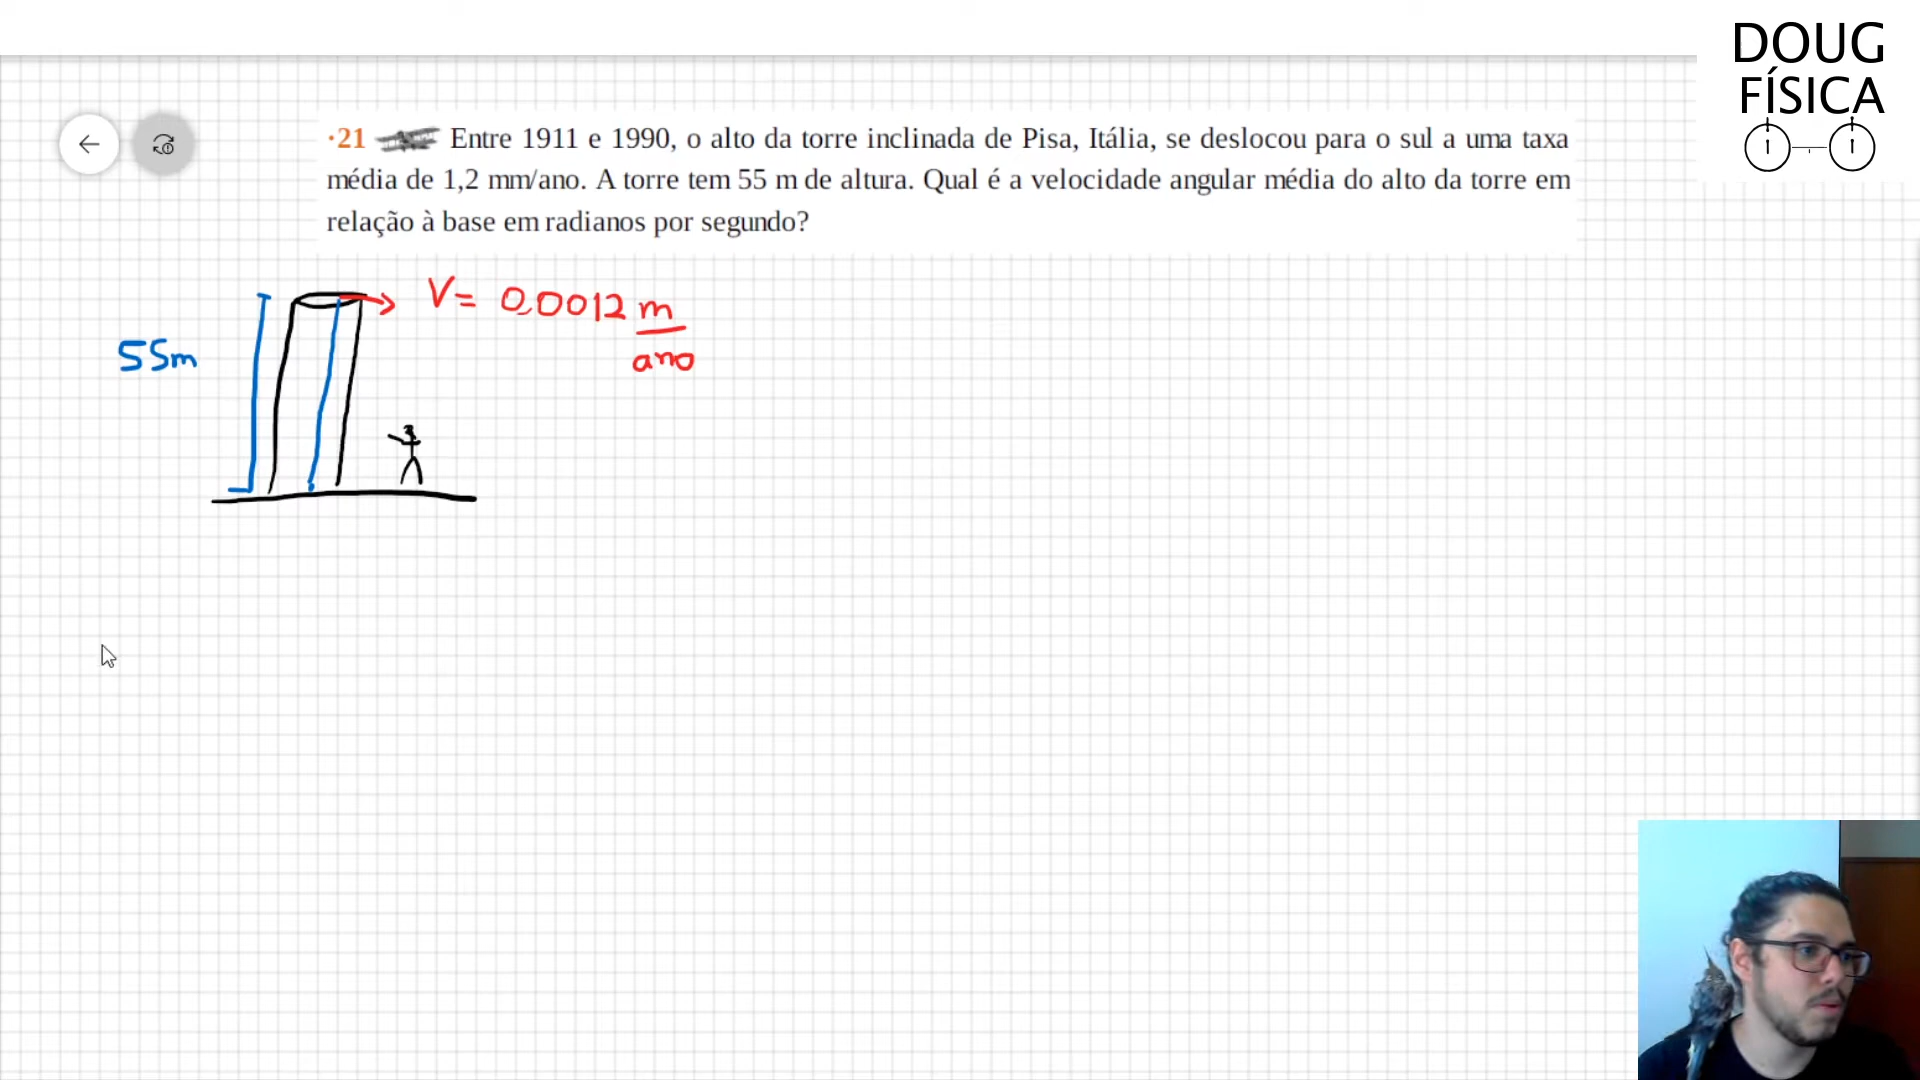 DOUG
FÍSICA
·21 Entre 1911 e 1990, o alto da torre inclinada de Pisa, Itália, se deslocou para o sul a uma taxa
média de 1,2 mm/ano. A torre tem 55 m de altura. Qual é a velocidade angular média do alto da torre em
relação à base em radianos por segundo?
V= 0,0012 m
ano
55m